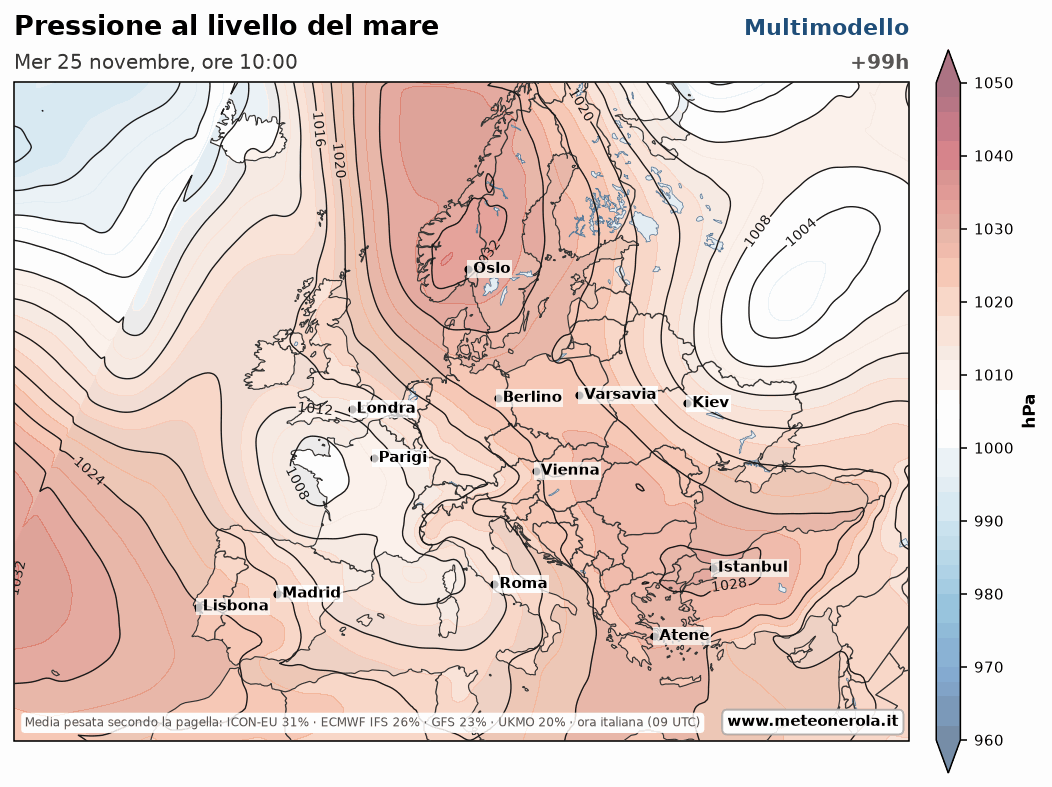 Pressione al livello del mare
Multimodello
Mer 25 novembre, ore 10:00
+99h
1016
1020
1020
1008
1004
1032
Oslo
1012
Londra
Berlino
Varsavia
Kiev
Parigi
Vienna
1008
1024
1032
Lisbona
Madrid
Roma
Istanbul
1028
Atene
Media pesata secondo la pagella: ICON-EU 31% · ECMWF IFS 26% · GFS 23% · UKMO 20% · ora italiana (09 UTC)
www.meteonerola.it
1050
1040
1030
1020
1010
1000
990
980
970
960
hPa